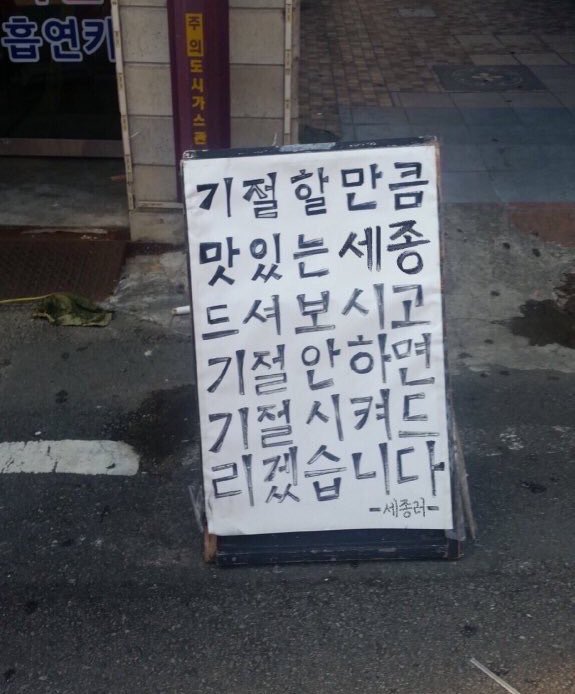 흡연카
주의도시가스관
기절할만큼
맛있는세종
드셔보시고
기절안하면
기절시켜드
리겠습니다
-세종러-